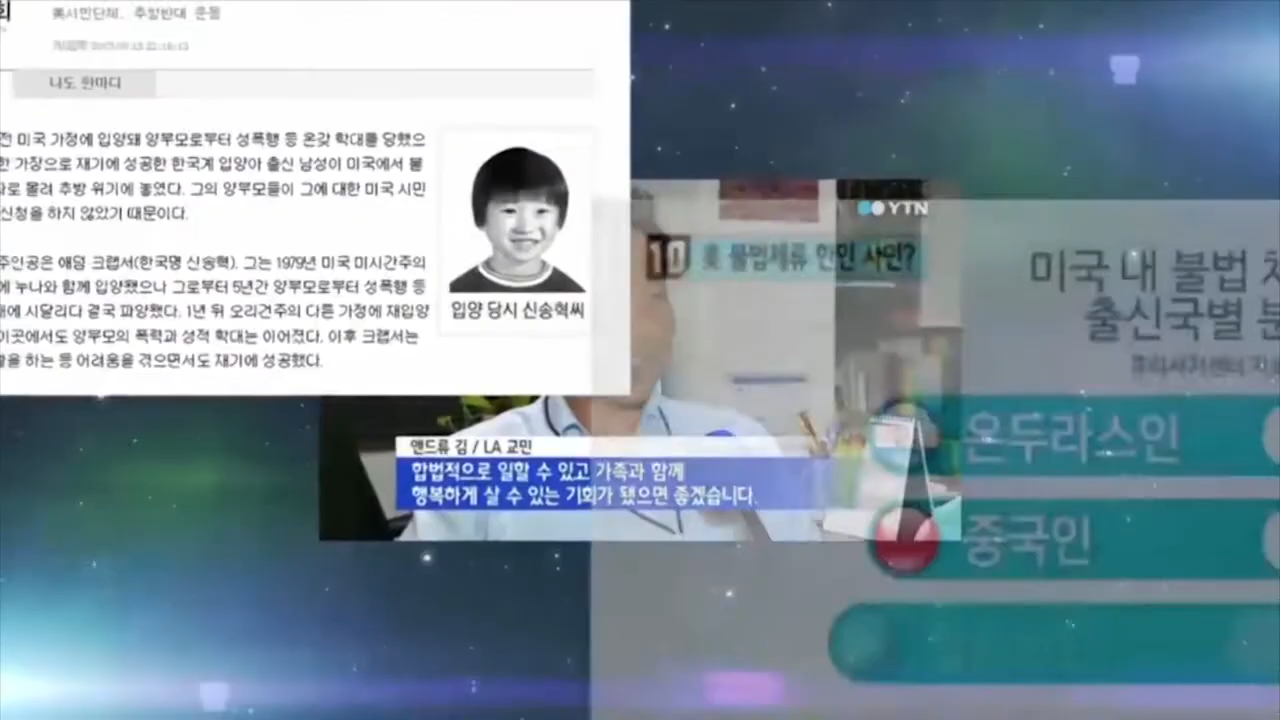 회
美시민단체, 추방반대 운동
나도 한마디
전 미국 가정에 입양돼 양부모로부터 성폭행 등 온갖 학대를 당했으
한 가장으로 재기에 성공한 한국계 입양아 출신 남성이 미국에서 불
자로 몰려 추방 위기에 놓였다. 그의 양부모들이 그에 대한 미국 시민
신청을 하지 않았기 때문이다.
주인공은 애덤 크랩서(한국명 신송혁). 그는 1979년 미국 미시간주의
에 누나와 함께 입양됐으나 그로부터 5년간 양부모로부터 성폭행 등
대에 시달리다 결국 파양됐다. 1년 뒤 오리건주의 다른 가정에 재입양
이곳에서도 양부모의 폭력과 성적 학대는 이어졌다. 이후 크랩서는
활을 하는 등 어려움을 겪으면서도 재기에 성공했다.
입양 당시 신송혁씨
YTN
10 美 불법체류 한인 사면?
앤드류 김 / LA 교민
합법적으로 일할 수 있고 가족과 함께
행복하게 살 수 있는 기회가 됐으면 좋겠습니다.
미국 내 불법 체
출신국별 분
온두라스인
중국인